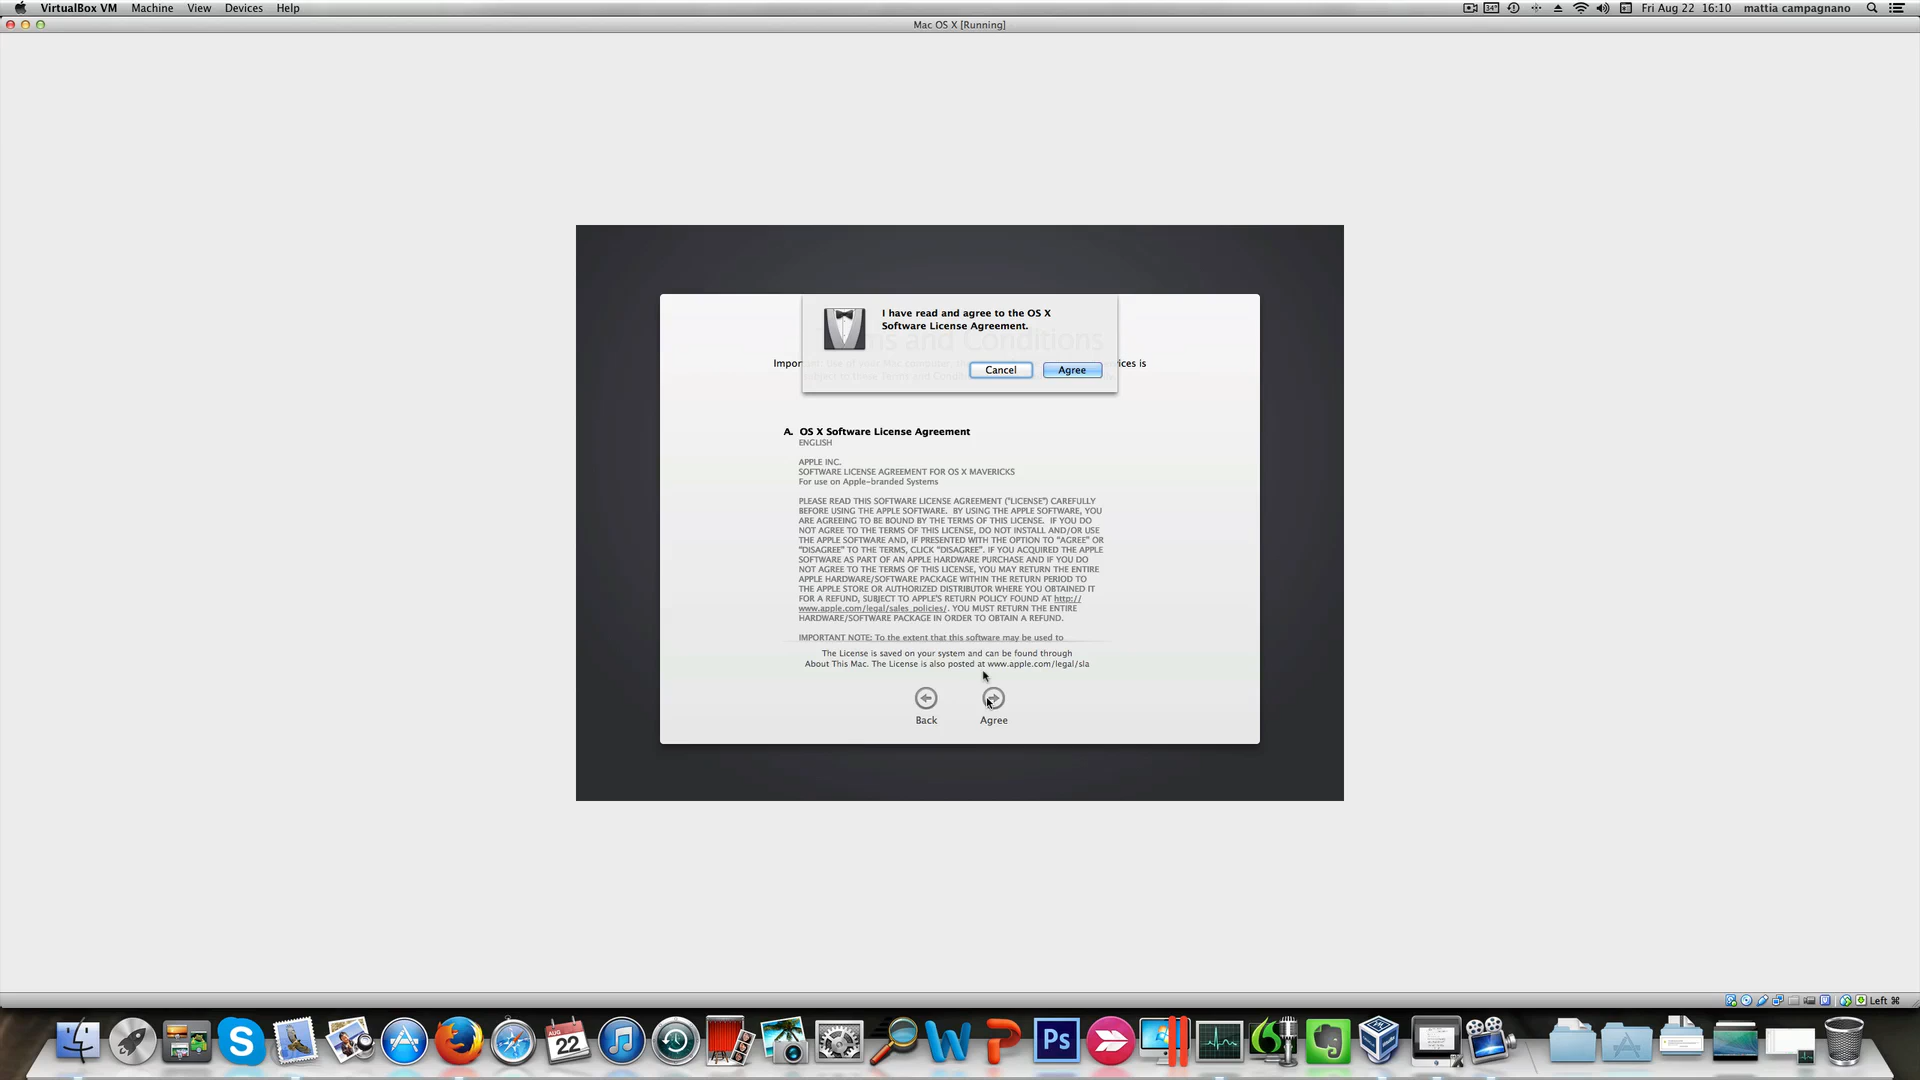 VirtualBox VM Machine View Devices Help
34° Fri Aug 22 16:10 mattia campagnano
Mac OS X [Running]
I have read and agree to the OS X
Software License Agreement.
Cancel Agree
A. OS X Software License Agreement
ENGLISH
APPLE INC.
SOFTWARE LICENSE AGREEMENT FOR OS X MAVERICKS
For use on Apple-branded Systems
PLEASE READ THIS SOFTWARE LICENSE AGREEMENT ("LICENSE") CAREFULLY
BEFORE USING THE APPLE SOFTWARE. BY USING THE APPLE SOFTWARE, YOU
ARE AGREEING TO BE BOUND BY THE TERMS OF THIS LICENSE. IF YOU DO
NOT AGREE TO THE TERMS OF THIS LICENSE, DO NOT INSTALL AND/OR USE
THE APPLE SOFTWARE AND, IF PRESENTED WITH THE OPTION TO "AGREE" OR
"DISAGREE" TO THE TERMS, CLICK "DISAGREE". IF YOU ACQUIRED THE APPLE
SOFTWARE AS PART OF AN APPLE HARDWARE PURCHASE AND IF YOU DO
NOT AGREE TO THE TERMS OF THIS LICENSE, YOU MAY RETURN THE ENTIRE
APPLE HARDWARE/SOFTWARE PACKAGE WITHIN THE RETURN PERIOD TO
THE APPLE STORE OR AUTHORIZED DISTRIBUTOR WHERE YOU OBTAINED IT
FOR A REFUND, SUBJECT TO APPLE'S RETURN POLICY FOUND AT http://
www.apple.com/legal/sales_policies/. YOU MUST RETURN THE ENTIRE
HARDWARE/SOFTWARE PACKAGE IN ORDER TO OBTAIN A REFUND.
IMPORTANT NOTE: To the extent that this software may be used to
The License is saved on your system and can be found through
About This Mac. The License is also posted at www.apple.com/legal/sla
Back Agree
Left ⌘
AUG
22
Ps